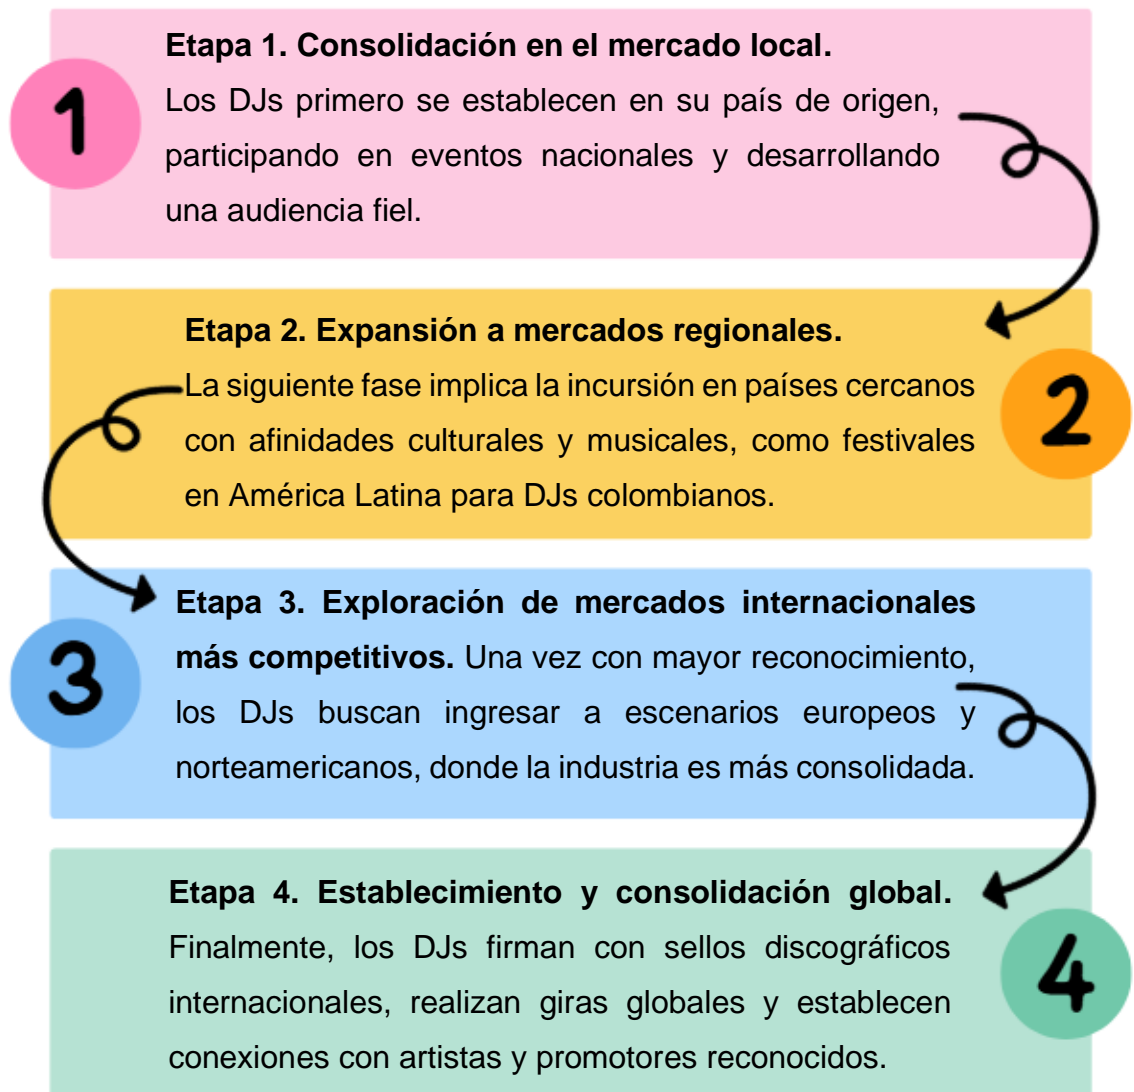 Etapa 1. Consolidación en el mercado local.
1
Los DJs primero se establecen en su país de origen,
participando en eventos nacionales y desarrollando
una audiencia fiel.
Etapa 2. Expansión a mercados regionales.
La siguiente fase implica la incursión en países cercanos
2
con afinidades culturales y musicales, como festivales
en América Latina para DJs colombianos.
Etapa 3. Exploración de mercados internacionales
más competitivos. Una vez con mayor reconocimiento,
3
los DJs buscan ingresar a escenarios europeos y
norteamericanos, donde la industria es más consolidada.
Etapa 4. Establecimiento y consolidación global.
Finalmente, los DJs firman con sellos discográficos
4
internacionales, realizan giras globales y establecen
conexiones con artistas y promotores reconocidos.